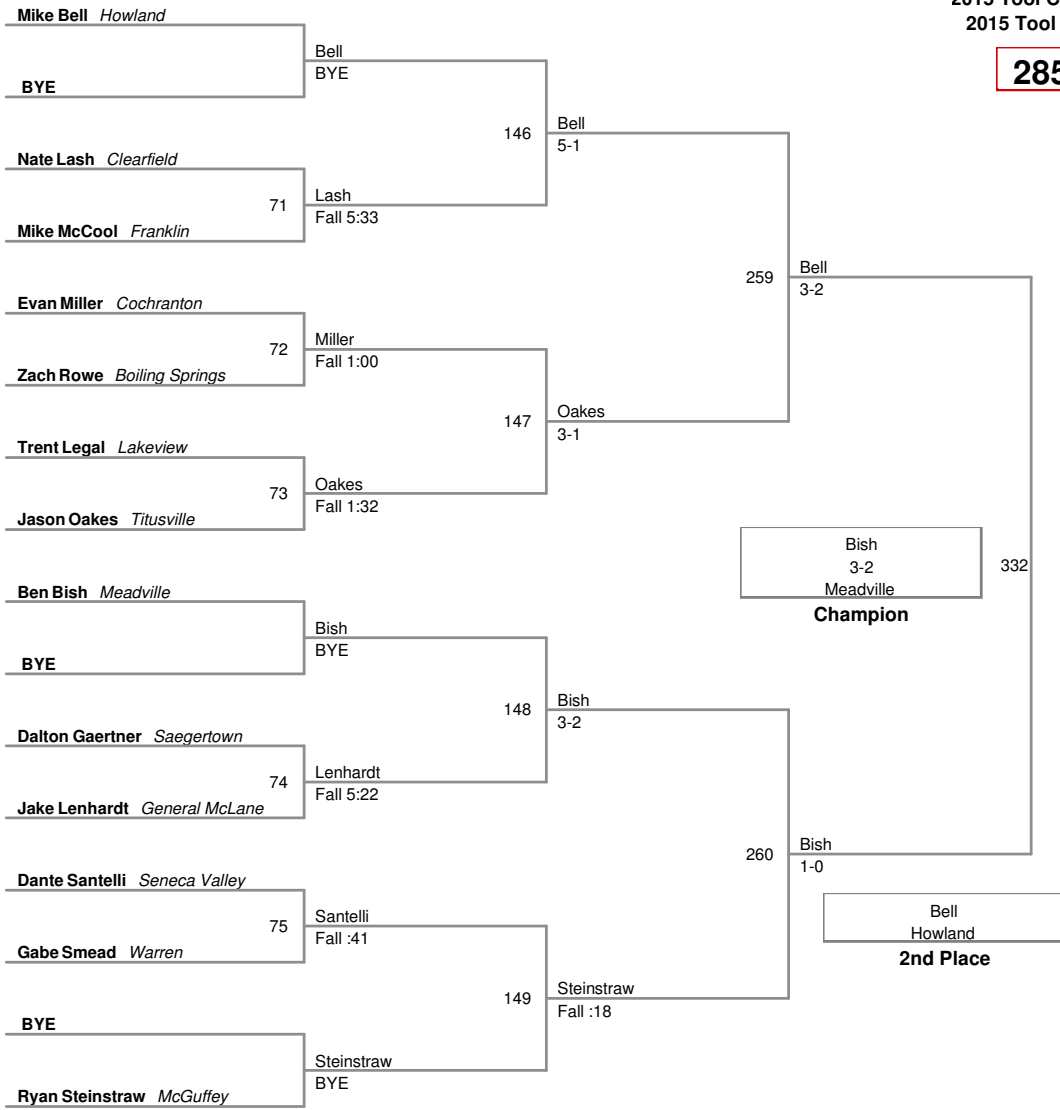 2015 Tool
285
Mike Bell Howland
Bell
BYE
BYE
146
Bell
5-1
Nate Lash Clearfield
71
Lash
Fall 5:33
Mike McCool Franklin
259
Bell
3-2
Evan Miller Cochranton
72
Miller
Fall 1:00
Zach Rowe Boiling Springs
147
Oakes
3-1
Trent Legal Lakeview
73
Oakes
Fall 1:32
Jason Oakes Titusville
Bish
3-2
Meadville
Champion
332
Ben Bish Meadville
Bish
BYE
BYE
148
Bish
3-2
Dalton Gaertner Saegertown
74
Lenhardt
Fall 5:22
Jake Lenhardt General McLane
260
Bish
1-0
Dante Santelli Seneca Valley
75
Santelli
Fall :41
Gabe Smead Warren
Bell
Howland
2nd Place
149
Steinstraw
Fall :18
BYE
Steinstraw
BYE
Ryan Steinstraw McGuffey